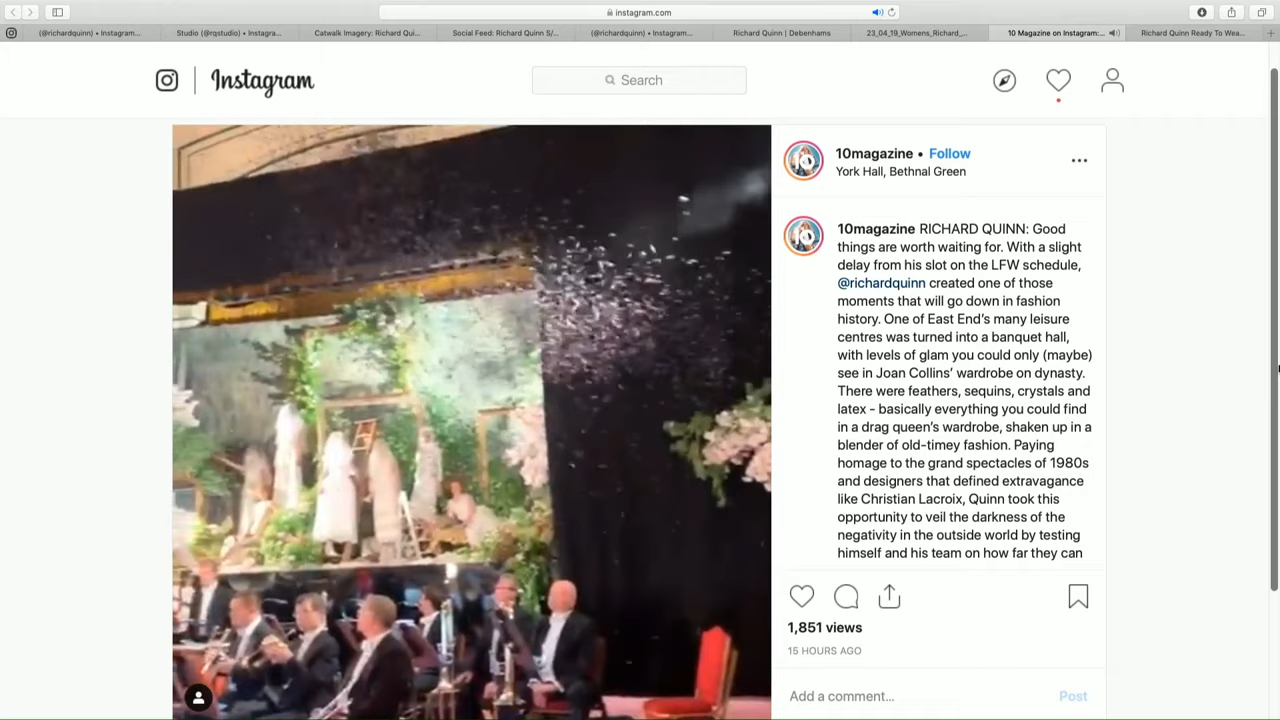 instagram.com
(@richardquinn) • Instagram...
Studio (@rqstudio) • Instagra...
Catwalk Imagery: Richard Qui...
Social Feed: Richard Quinn S/...
(@richardquinn) • Instagram...
Richard Quinn | Debenhams
23_04_19_Womens_Richard_...
10 Magazine on Instagram:...
Richard Quinn Ready To Wea...
Instagram
Search
10magazine • Follow
York Hall, Bethnal Green
10magazine RICHARD QUINN: Good
things are worth waiting for. With a slight
delay from his slot on the LFW schedule,
@richardquinn created one of those
moments that will go down in fashion
history. One of East End's many leisure
centres was turned into a banquet hall,
with levels of glam you could only (maybe)
see in Joan Collins' wardrobe on dynasty.
There were feathers, sequins, crystals and
latex - basically everything you could find
in a drag queen's wardrobe, shaken up in a
blender of old-timey fashion. Paying
homage to the grand spectacles of 1980s
and designers that defined extravagance
like Christian Lacroix, Quinn took this
opportunity to veil the darkness of the
negativity in the outside world by testing
himself and his team on how far they can
1,851 views
15 HOURS AGO
Add a comment...
Post